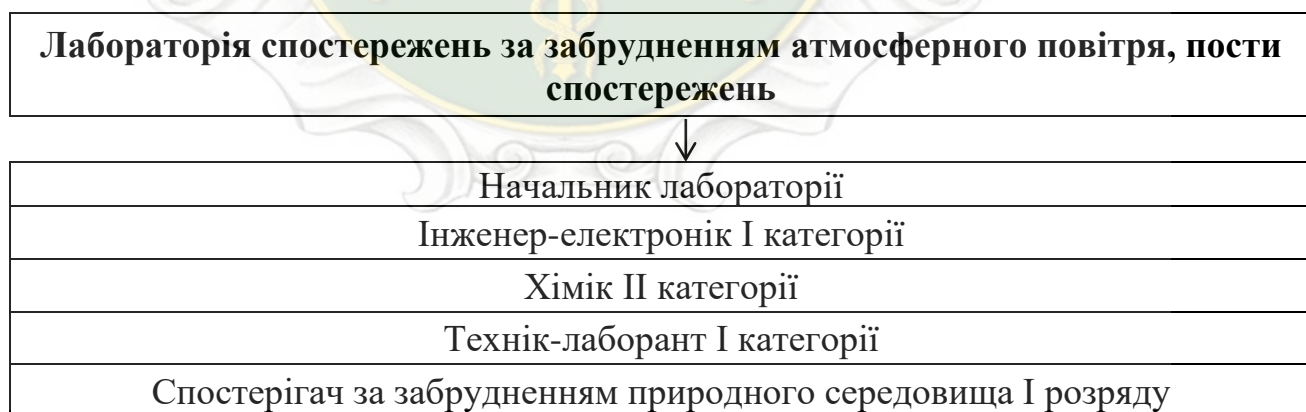 Лабораторія спостережень за забрудненням атмосферного повітря, пости
спостережень
Начальник лабораторії
Інженер-електронік І категорії
Хімік ІІ категорії
Технік-лаборант І категорії
Спостерігач за забрудненням природного середовища І розряду